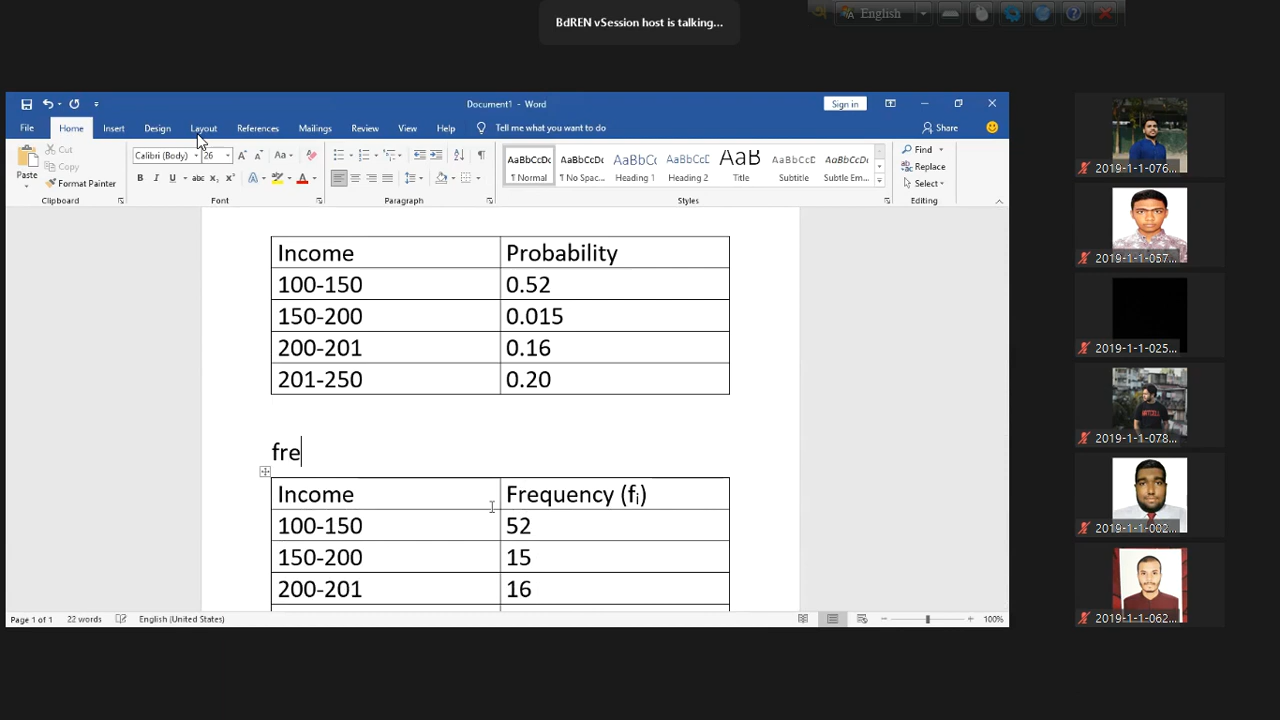 BdREN vSession host is talking...
English
Document1 - Word
Sign in
File Home Insert Design Layout References Mailings Review View Help Tell me what you want to do Share
Paste
Cut
Copy
Format Painter
Clipboard
Calibri (Body) 26
Font
Paragraph
AaBbCcDc AaBbCcDc AaBbCc AaBbCcC AaB AaBbCcD AaBbCcD
¶ Normal ¶ No Spac... Heading 1 Heading 2 Title Subtitle Subtle Em...
Styles
Find
Replace
Select
Editing
Income Probability
100-150 0.52
150-200 0.015
200-201 0.16
201-250 0.20
fre
Income Frequency (fi)
100-150 52
150-200 15
200-201 16
Page 1 of 1 22 words English (United States) 100%
2019-1-1-076...
2019-1-1-057...
2019-1-1-025...
2019-1-1-078...
2019-1-1-002...
2019-1-1-062...